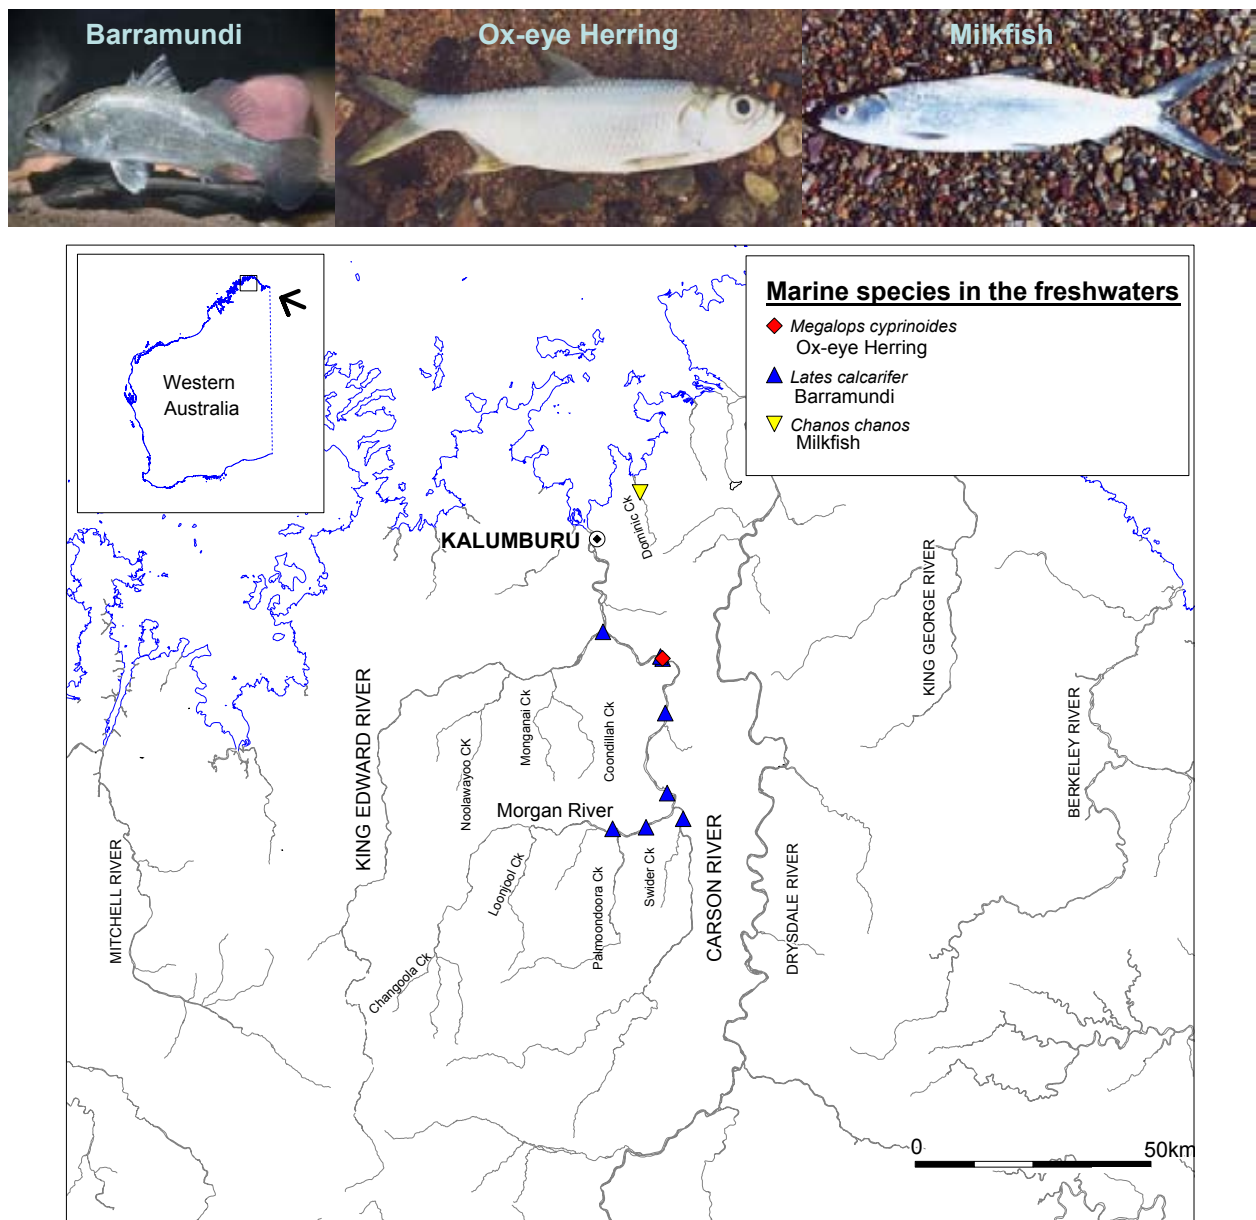 Barramundi
Ox-eye Herring
Milkfish
Western
Australia
Marine species in the freshwaters
Megalops cyprinoides
Ox-eye Herring
Lates calcarifer
Barramundi
Chanos chanos
Milkfish
Dominic Ck
KALUMBURU
KING GEORGE RIVER
KING EDWARD RIVER
Monganai Ck
Coondillah Ck
Noolawayoo CK
BERKELEY RIVER
Morgan River
MITCHELL RIVER
Loonjool Ck
Palmoondoora Ck
Swider Ck
CARSON RIVER
DRYSDALE RIVER
Changoola Ck
0
50km